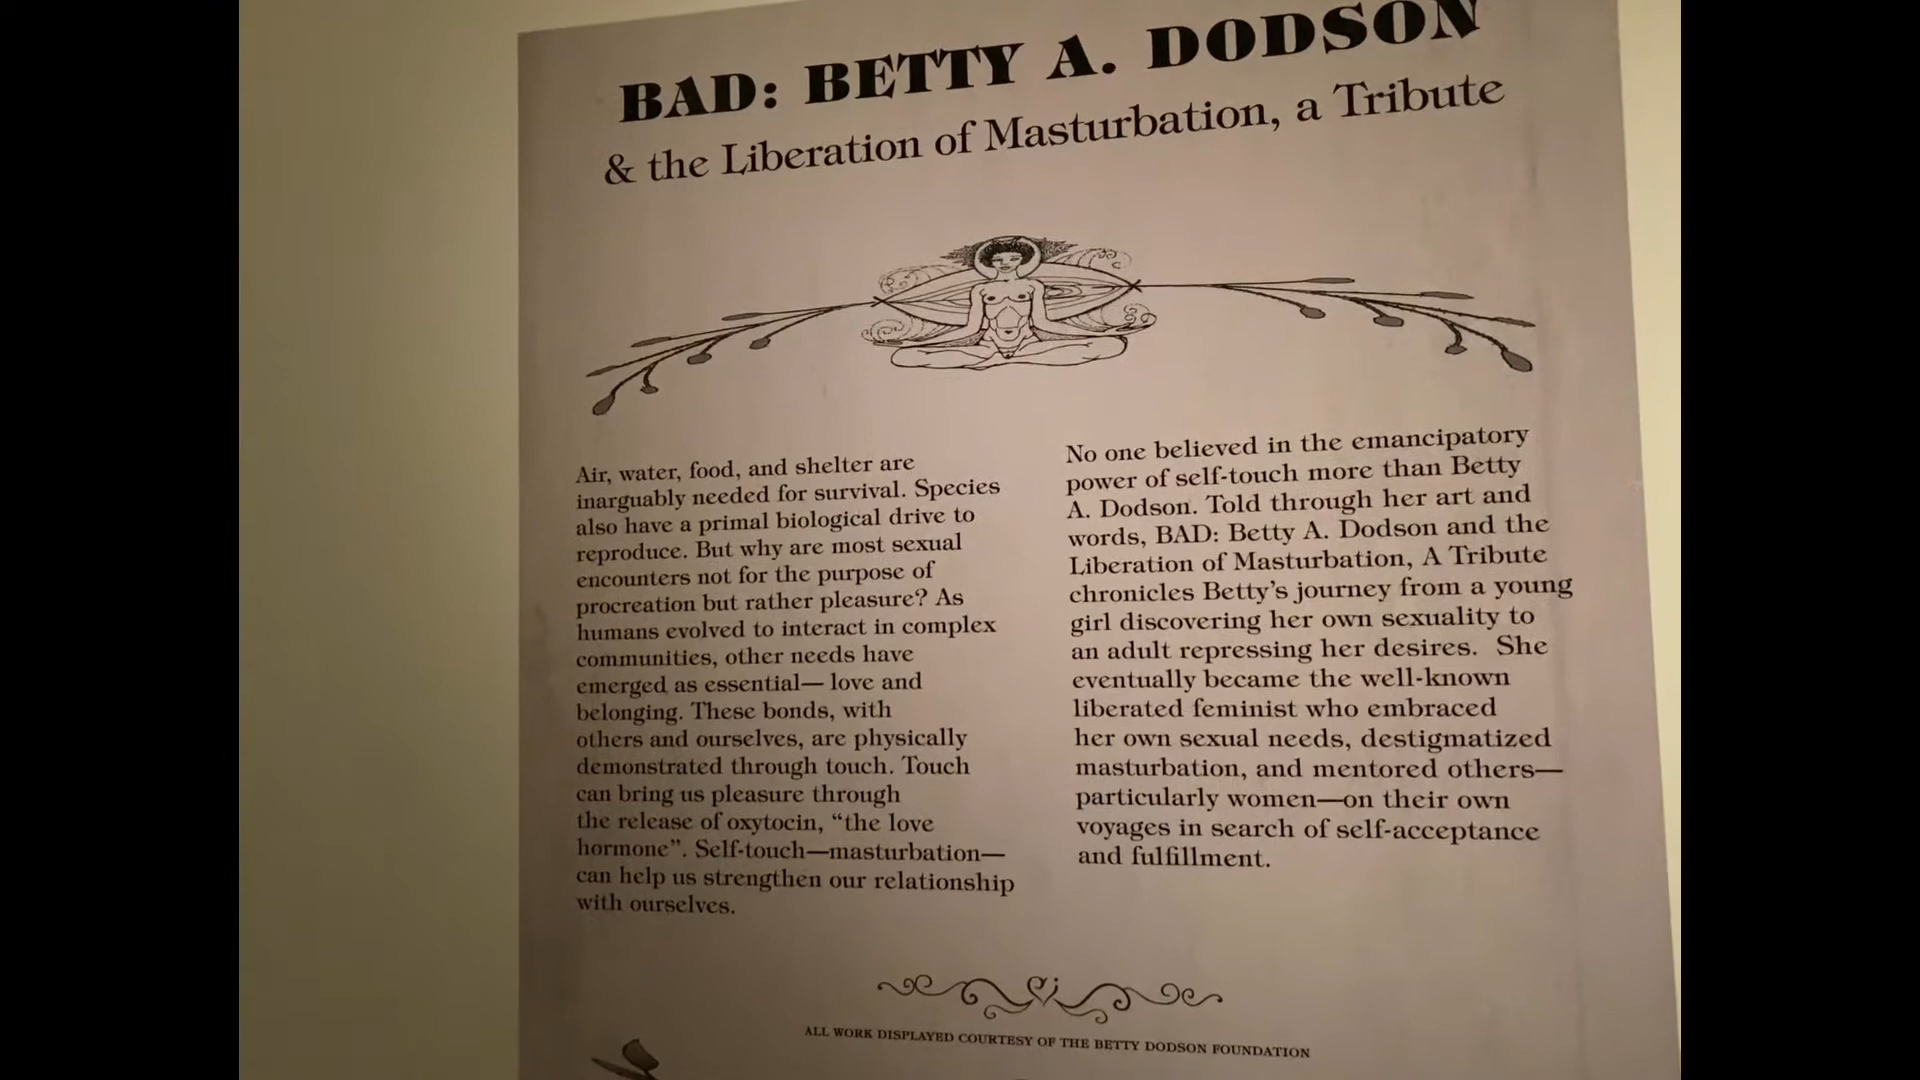 BAD: BETTY A. DODSON
& the Liberation of Masturbation, a Tribute
Air, water, food, and shelter are
inarguably needed for survival. Species
also have a primal biological drive to
reproduce. But why are most sexual
encounters not for the purpose of
procreation but rather pleasure? As
humans evolved to interact in complex
communities, other needs have
emerged as essential— love and
belonging. These bonds, with
others and ourselves, are physically
demonstrated through touch. Touch
can bring us pleasure through
the release of oxytocin, “the love
hormone”. Self-touch—masturbation—
can help us strengthen our relationship
with ourselves.
No one believed in the emancipatory
power of self-touch more than Betty
A. Dodson. Told through her art and
words, BAD: Betty A. Dodson and the
Liberation of Masturbation, A Tribute
chronicles Betty’s journey from a young
girl discovering her own sexuality to
an adult repressing her desires. She
eventually became the well-known
liberated feminist who embraced
her own sexual needs, destigmatized
masturbation, and mentored others—
particularly women—on their own
voyages in search of self-acceptance
and fulfillment.
ALL WORK DISPLAYED COURTESY OF THE BETTY DODSON FOUNDATION